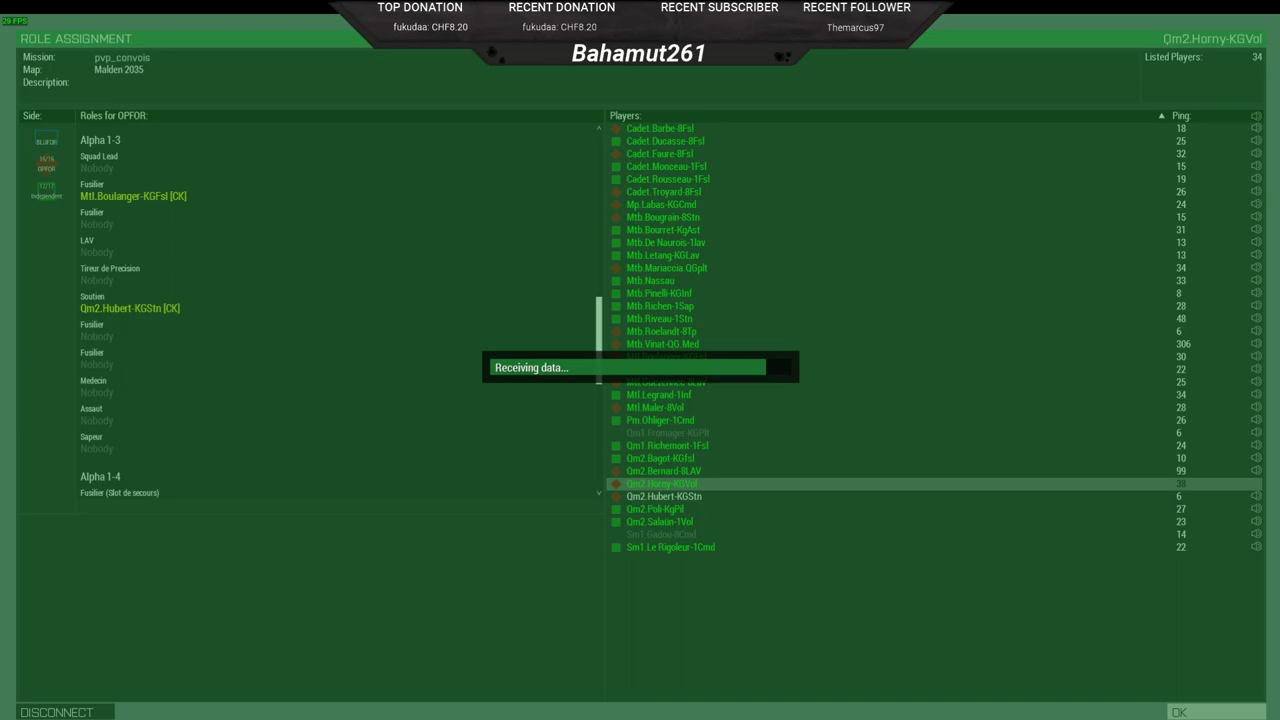 TOP DONATION
RECENT DONATION
RECENT SUBSCRIBER
RECENT FOLLOWER
fukudaa: CHF8.20
fukudaa: CHF8.20
Themarcus97
Bahamut261
29 FPS
ROLE ASSIGNMENT
Qm2.Horny-KGVol
Mission: pvp_convois
Map: Malden 2035
Description:
Listed Players: 34
Side:
BLUFOR
16/16
OPFOR
17/17
Independent
Roles for OPFOR:
Alpha 1-3
Squad Lead
Nobody
Fusilier
Mtl.Boulanger-KGFsl [CK]
Fusilier
Nobody
LAV
Nobody
Tireur de Precision
Nobody
Soutien
Qm2.Hubert-KGStn [CK]
Fusilier
Nobody
Fusilier
Nobody
Medecin
Nobody
Assaut
Nobody
Sapeur
Nobody
Alpha 1-4
Fusilier (Slot de secours)
Players: Ping:
Cadet.Barbe-8Fsl 18
Cadet.Ducasse-8Fsl 25
Cadet.Faure-8Fsl 32
Cadet.Monceau-1Fsl 15
Cadet.Rousseau-1Fsl 19
Cadet.Troyard-8Fsl 26
Mp.Labas-KGCmd 24
Mtb.Bougrain-8Stn 15
Mtb.Bourret-KgAst 31
Mtb.De Naurois-1lav 13
Mtb.Letang-KGLav 13
Mtb.Mariaccia.QGplt 34
Mtb.Nassau 33
Mtb.Pinelli-KGInf 8
Mtb.Richen-1Sap 28
Mtb.Riveau-1Stn 48
Mtb.Roelandt-8Tp 6
Mtb.Vinat-QG.Med 306
30
22
25
Mtl.Legrand-1Inf 34
Mtl.Maler-8Vol 28
Pm.Ohliger-1Cmd 26
Qm1.Fromager-KGPlt 6
Qm1.Richemont-1Fsl 24
Qm2.Bagot-KGfsl 10
Qm2.Bernard-8LAV 99
Qm2.Horny-KGVol 38
Qm2.Hubert-KGStn 6
Qm2.Poli-KgPil 27
Qm2.Salaün-1Vol 23
Sm1.Gadou-8Cmd 14
Sm1.Le Rigoleur-1Cmd 22
Receiving data...
DISCONNECT
OK